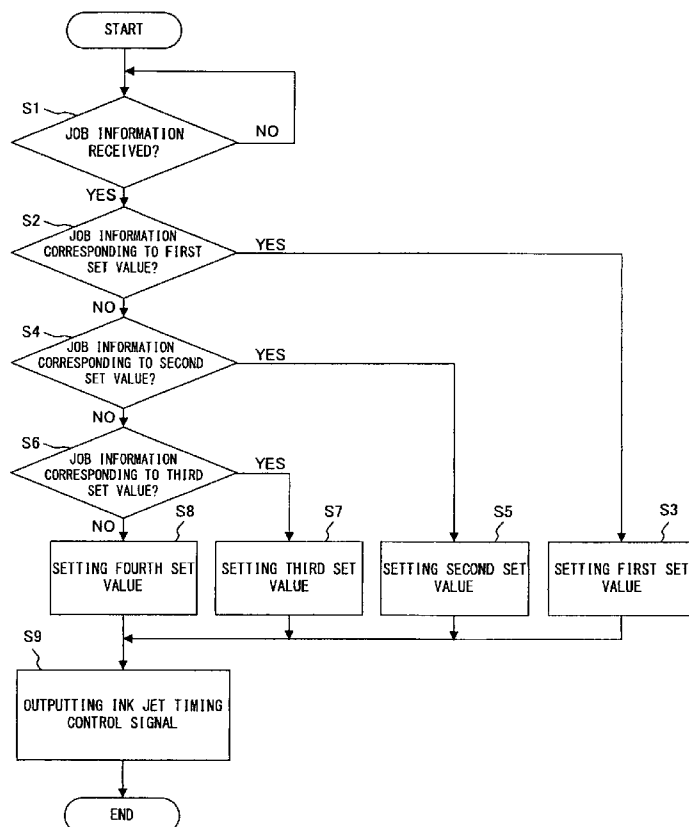 START
S1
JOB INFORMATION
RECEIVED?
NO
YES
S2
JOB INFORMATION
CORRESPONDING TO FIRST
SET VALUE?
YES
NO
S4
JOB INFORMATION
CORRESPONDING TO SECOND
SET VALUE?
YES
NO
S6
JOB INFORMATION
CORRESPONDING TO THIRD
SET VALUE?
YES
NO
S8
S7
S5
S3
SETTING FOURTH SET
VALUE
SETTING THIRD SET
VALUE
SETTING SECOND SET
VALUE
SETTING FIRST SET
VALUE
S9
OUTPUTTING INK JET TIMING
CONTROL SIGNAL
END